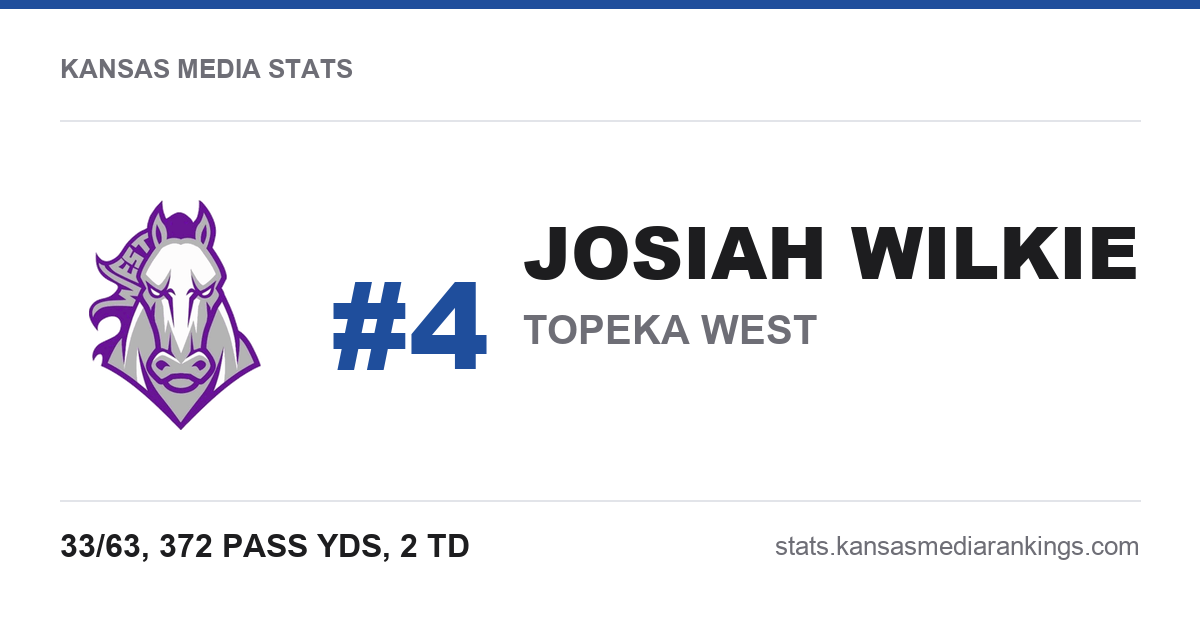 KANSAS MEDIA STATS
WEST
#4
JOSIAH WILKIE
TOPEKA WEST
33/63, 372 PASS YDS, 2 TD
stats.kansasmediarankings.com